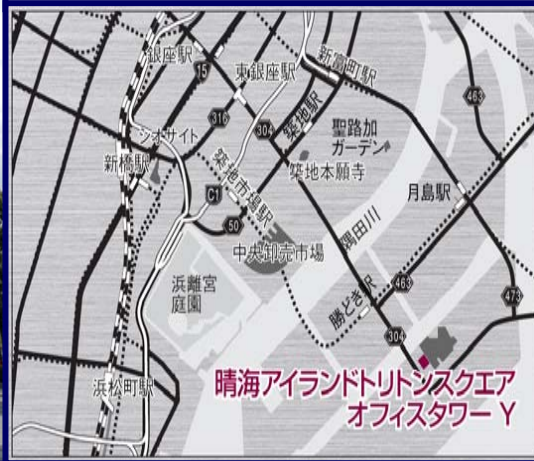 銀座駅
15
東銀座駅
新富町駅
463
316
304
築地駅
シオサイト
聖路加
ガーデン
新橋駅
築地本願寺
築地市場駅
C1
月島駅
50
隅田川
中央卸売市場
浜離宮
庭園
463
勝どき駅
473
304
浜松町駅
晴海アイランドトリトンスクエア
オフィスタワー Y